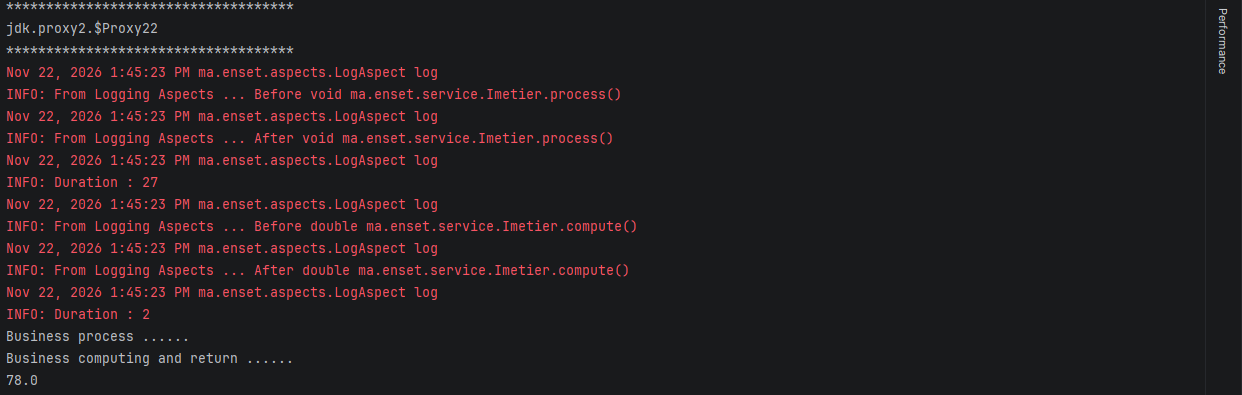 ************************************
jdk.proxy2.$Proxy22
************************************
Nov 22, 2026 1:45:23 PM ma.enset.aspects.LogAspect log
INFO: From Logging Aspects ... Before void ma.enset.service.Imetier.process()
Nov 22, 2026 1:45:23 PM ma.enset.aspects.LogAspect log
INFO: From Logging Aspects ... After void ma.enset.service.Imetier.process()
Nov 22, 2026 1:45:23 PM ma.enset.aspects.LogAspect log
INFO: Duration : 27
Nov 22, 2026 1:45:23 PM ma.enset.aspects.LogAspect log
INFO: From Logging Aspects ... Before double ma.enset.service.Imetier.compute()
Nov 22, 2026 1:45:23 PM ma.enset.aspects.LogAspect log
INFO: From Logging Aspects ... After double ma.enset.service.Imetier.compute()
Nov 22, 2026 1:45:23 PM ma.enset.aspects.LogAspect log
INFO: Duration : 2
Business process ......
Business computing and return ......
78.0
Performance